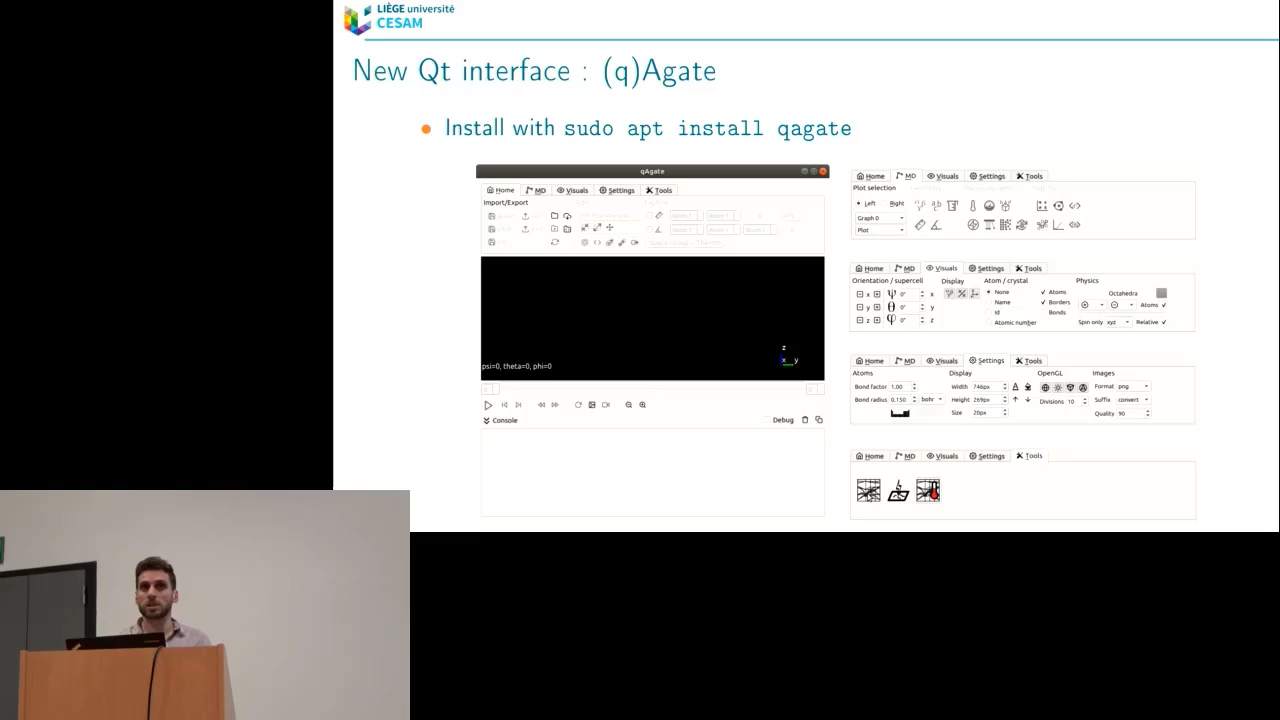 LIÈGE université
CESAM
New Qt interface : (q)Agate
Install with sudo apt install qagate
qAgate
Home MD Visuals Settings Tools
Import/Export
psi=0, theta=0, phi=0
z
x y
Console Debug
Home MD Visuals Settings Tools
Plot selection
Left Right
Graph 0
Plot
Home MD Visuals Settings Tools
Orientation / supercell Display Atom / crystal Physics
x ψ 0° x None Atoms Octahedra
y θ 0° y Name Borders Atoms
z φ 0° z Id Bonds
Atomic number Spin only xyz Relative
Home MD Visuals Settings Tools
Atoms Display OpenGL Images
Bond factor 1,00 Width 746px Format png
Bond radius 0,150 bohr Height 269px Divisions 10 Suffix convert
Size 20px Quality 90
Home MD Visuals Settings Tools